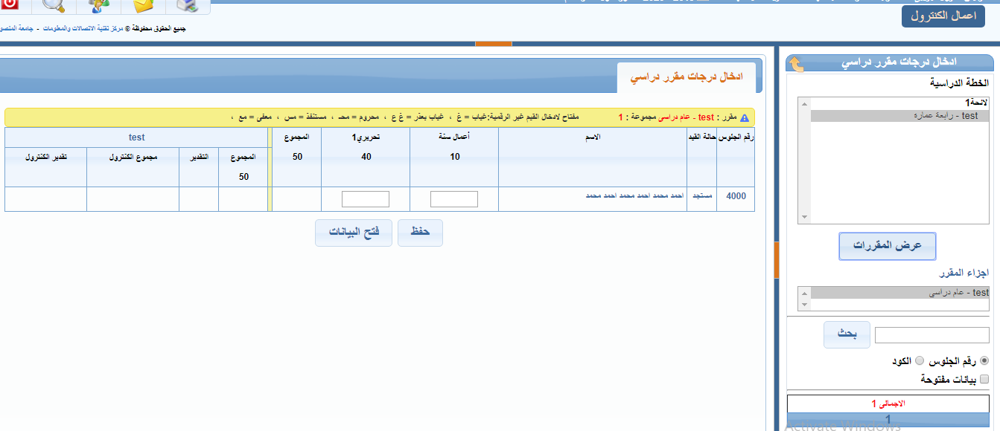 اعمال الكنترول
جميع الحقوق محفوظة © مركز تقنية الاتصالات والمعلومات - جامعة المنصو
ادخال درجات مقرر دراسي
الخطة الدراسية
لائحة1
test - رابعة عمارة
عرض المقررات
اجزاء المقرر
test - عام دراسى
بحث
رقم الجلوس
الكود
بيانات مفتوحة
الاجمالى 1
1
Activate Windows
ادخال درجات مقرر دراسي
مقرر : test - عام دراسى مجموعة : 1 مفتاح لادخال القيم غير الرقمية:غياب = غ ، غياب بعذر = غ ع ، محروم = محـ ، مستنفذ = مس ، معفى = مع ،
رقم الجلوس حالة القيد الاسم أعمال سنة تحريري1 المجموع test
10 40 50 المجموع التقدير مجموع الكنترول تقدير الكنترول
50
4000 مستجد احمد محمد احمد محمد احمد محمد
حفظ فتح البيانات